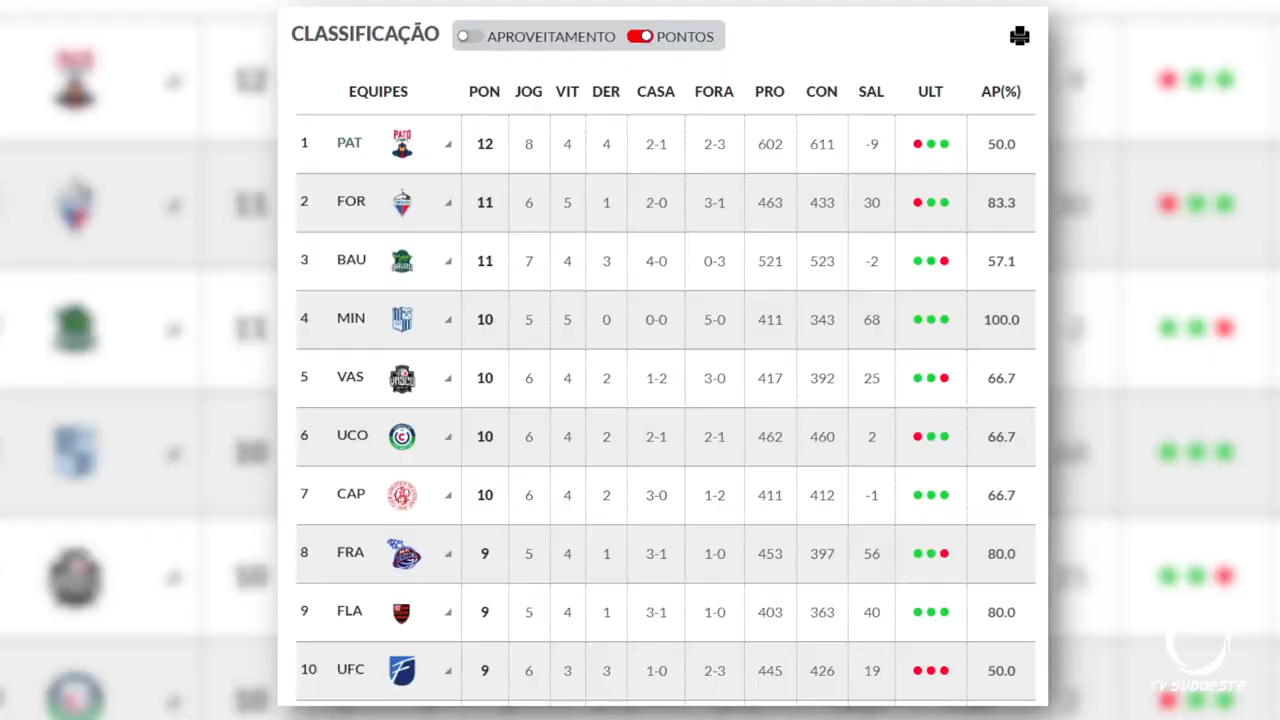 CLASSIFICAÇÃO APROVEITAMENTO PONTOS
EQUIPES PON JOG VIT DER CASA FORA PRO CON SAL ULT AP(%)
1 PAT PATO 12 8 4 4 2-1 2-3 602 611 -9 50.0
2 FOR 11 6 5 1 2-0 3-1 463 433 30 83.3
3 BAU 11 7 4 3 4-0 0-3 521 523 -2 57.1
4 MIN 10 5 5 0 0-0 5-0 411 343 68 100.0
5 VAS VASCO 10 6 4 2 1-2 3-0 417 392 25 66.7
6 UCO 10 6 4 2 2-1 2-1 462 460 2 66.7
7 CAP 10 6 4 2 3-0 1-2 411 412 -1 66.7
8 FRA 9 5 4 1 3-1 1-0 453 397 56 80.0
9 FLA 9 5 4 1 3-1 1-0 403 363 40 80.0
10 UFC 9 6 3 3 1-0 2-3 445 426 19 50.0
TV SUDOESTE